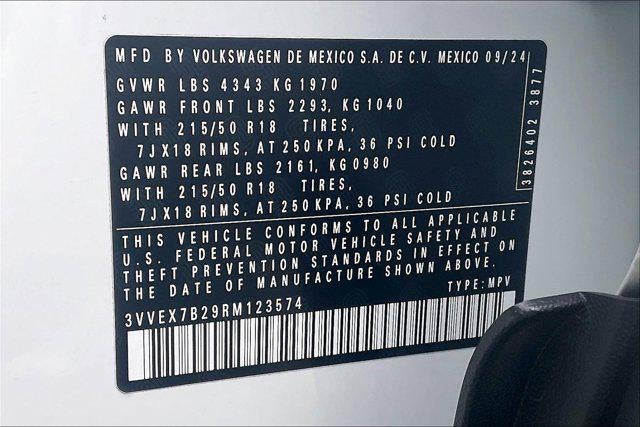 MFD BY VOLKSWAGEN DE MEXICO S.A. DE C.V. MEXICO 09/24
GVWR LBS 4343 KG 1970
GAWR FRONT LBS 2293, KG 1040
WITH 215/50 R18 TIRES,
7JX18 RIMS, AT 250 KPA, 36 PSI COLD
GAWR REAR LBS 2161, KG0980
WITH 215/50 R18 TIRES,
7JX18 RIMS, AT 250KPA, 36 PSI COLD
3826402 3877
THIS VEHICLE CONFORMS TO ALL APPLICABLE
U.S. FEDERAL MOTOR VEHICLE SAFETY AND
THEFT PREVENTION STANDARDS IN EFFECT ON
THE DATE OF MANUFACTURE SHOWN ABOVE.
TYPE: MPV
3VVEX7B29RM123574